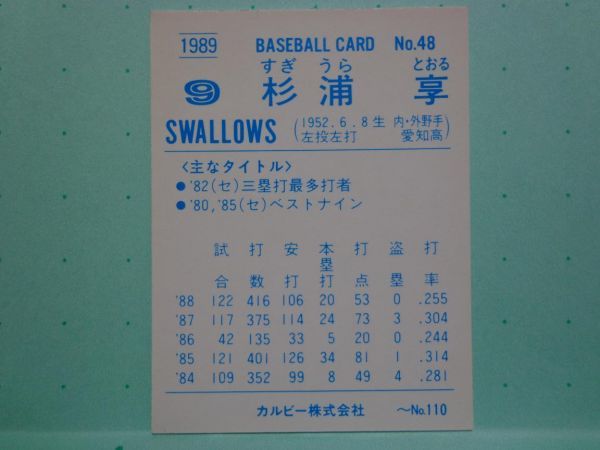 1989 BASEBALL CARD No.48
すぎ うら とおる
9 杉浦 享
SWALLOWS (1952.6.8生 内・外野手
左投左打 愛知高)
〈主なタイトル〉
●'82(セ)三塁打最多打者
●'80,'85(セ)ベストナイン
試合 打数 安打 本塁打 打点 盗塁 打率
'88 122 416 106 20 53 0 .255
'87 117 375 114 24 73 3 .304
'86 42 135 33 5 20 0 .244
'85 121 401 126 34 81 1 .314
'84 109 352 99 8 49 4 .281
カルビー株式会社 〜No.110